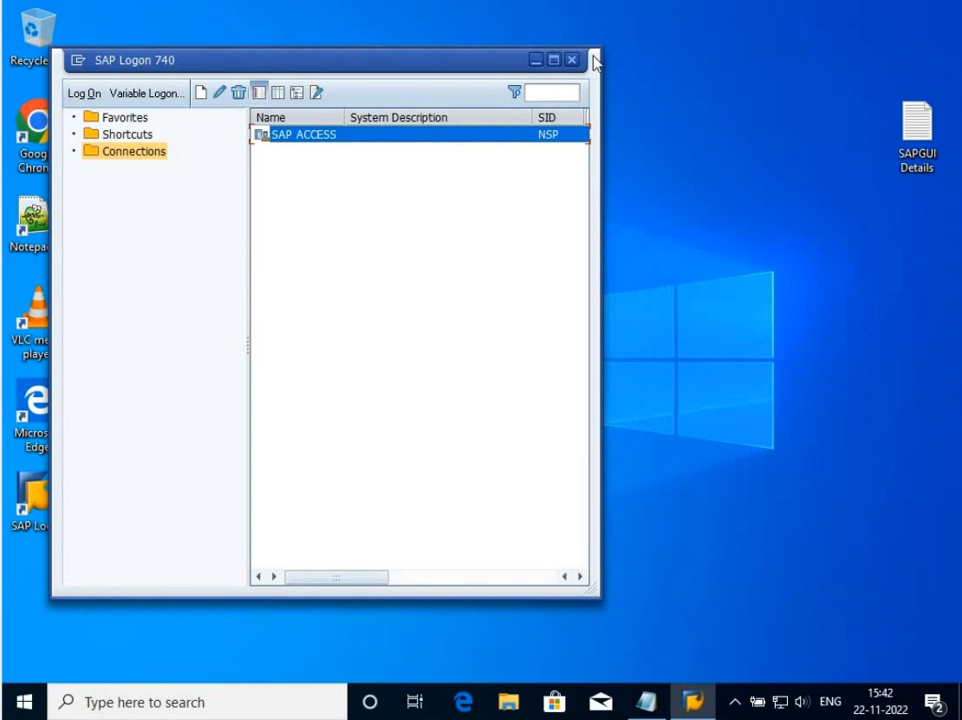 Recycle
SAP Logon 740
Log On Variable Logon...
Favorites
Shortcuts
Connections
Name System Description SID
SAP ACCESS NSP
Goog
Chron
SAPGUI
Details
Notepa
VLC me
playe
Micros
Edge
SAP Lo
Type here to search
ENG
15:42
22-11-2022
2